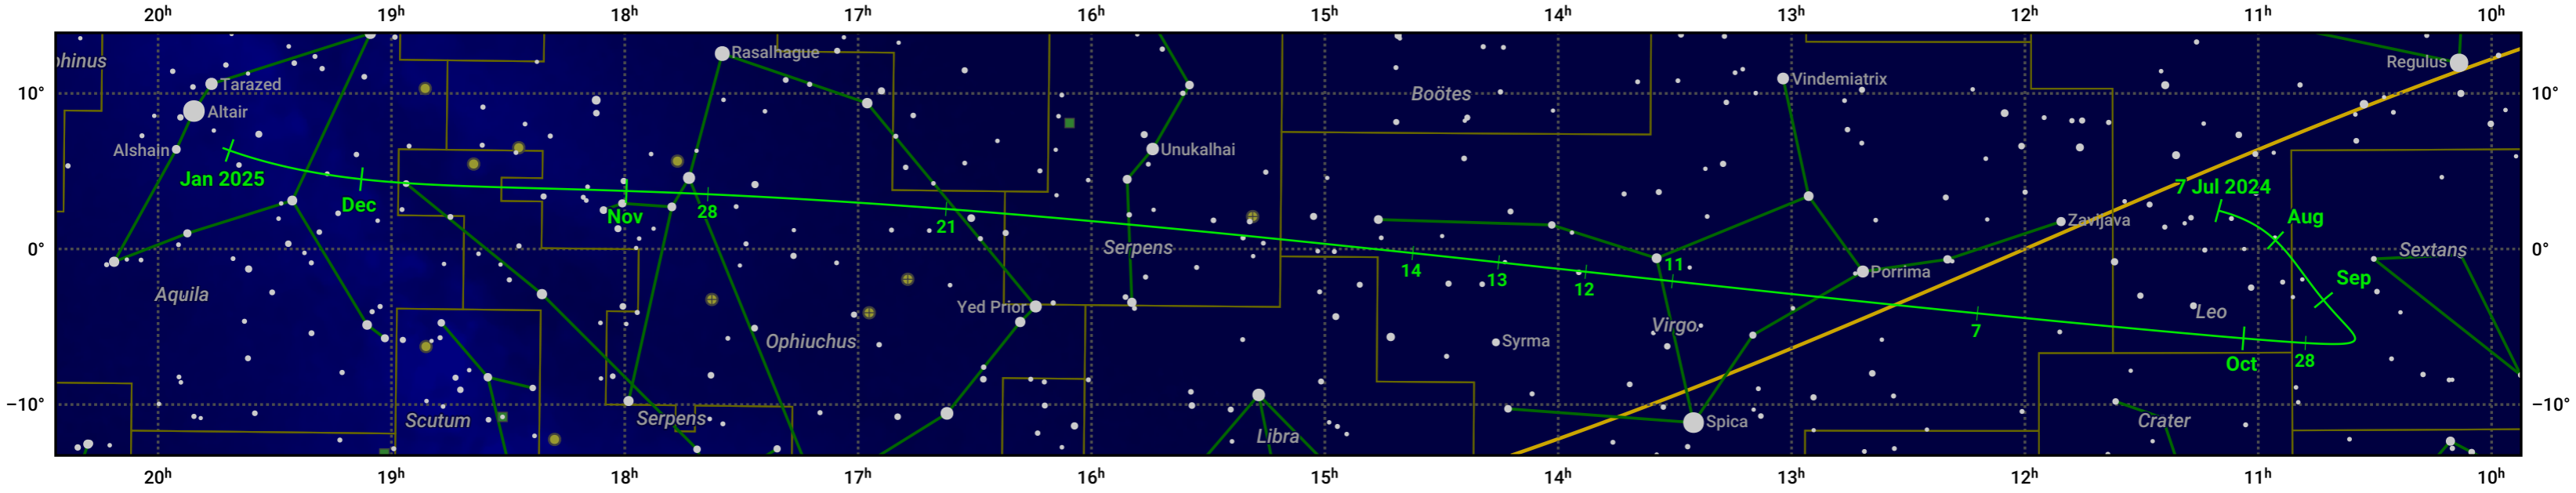 20ʰ 19ʰ 18ʰ 17ʰ 16ʰ 15ʰ 14ʰ 13ʰ 12ʰ 11ʰ 10ʰ
phinus
Rasalhague
Regulus
Tarazed
Vindemiatrix
10°
Boötes
10°
Altair
Alshain
Unukalhai
Jan 2025
7 Jul 2024
Dec
Nov
28
21
Aug
Zavijava
0°
Serpens
Sextans
0°
14
11
13
12
Porrima
Sep
Aquila
Yed Prior
Leo
Virgo
7
Ophiuchus
Syrma
Oct
28
−10°
−10°
Scutum
Serpens
Libra
Spica
Crater
20ʰ 19ʰ 18ʰ 17ʰ 16ʰ 15ʰ 14ʰ 13ʰ 12ʰ 11ʰ 10ʰ